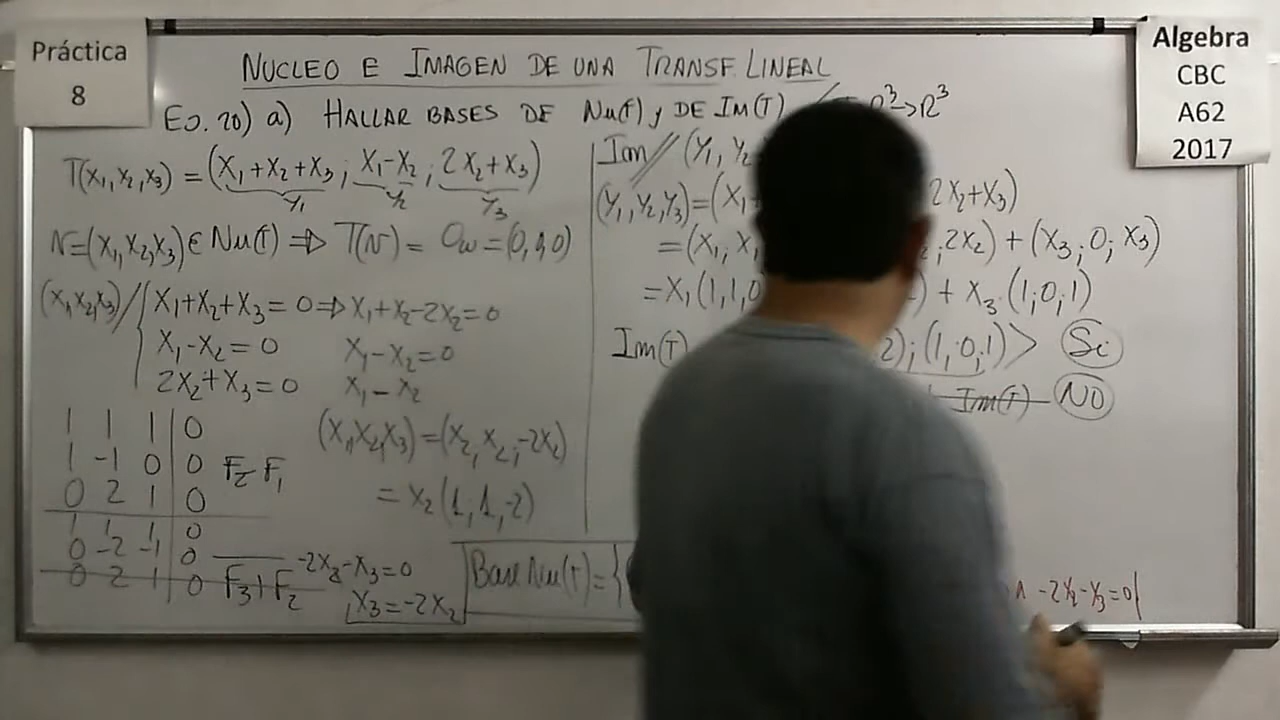 Práctica
8
Algebra
CBC
A62
2017
NUCLEO E IMAGEN DE UNA TRANSF. LINEAL
EJ. 20) a) HALLAR BASES DE Nu(T) y DE Im(T) R³→R³
T(X₁,X₂,X₃) = (X₁+X₂+X₃ ; X₁-X₂ ; 2X₂+X₃)
Y₁ Y₂ Y₃
N=(X₁,X₂,X₃)∈ Nu(T) ⇒ T(N) = 0w = (0,0,0)
(X₁,X₂,X₃)/ X₁+X₂+X₃ = 0 ⇒ X₁+X₂-2X₂=0
X₁-X₂ = 0 X₁-X₂=0
2X₂+X₃ = 0 X₁=X₂
1 1 1 | 0
1 -1 0 | 0 F₂-F₁
0 2 1 | 0
1 1 1 | 0
0 -2 -1 | 0
0 2 1 | 0 F₃+F₂
-2X₂-X₃=0
X₃=-2X₂
(X₁,X₂,X₃)=(X₂,X₂,-2X₂)
= X₂(1,1,-2)
Base Nu(T)={
Im// (Y₁, Y₂
(Y₁,Y₂,Y₃)=(X₁ 2X₂+X₃)
=(X₁; X₁ ;2X₂) + (X₃;0;X₃)
=X₁(1,1,0 ) + X₃.(1;0;1)
Im(T) 2);(1,0,1)> Si
Im(T) NO
-2X₂-X₃=0